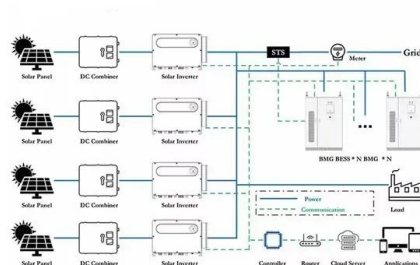 STS
Meter
Grid
Solar Panel
DC Combiner
Solar Inverter
Solar Panel
DC Combiner
Solar Inverter
BMG BESS * N BMG * N
Solar Panel
DC Combiner
Solar Inverter
Power
Communication
Load
Solar Panel
DC Combiner
Solar Inverter
Controller
Router
Cloud Server
Applications